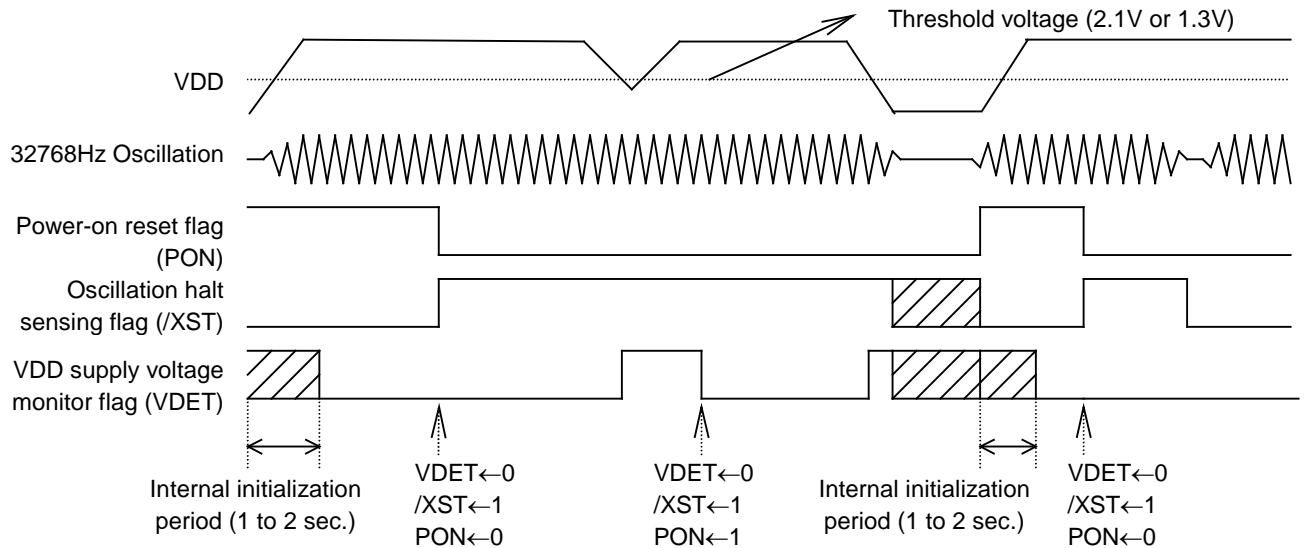 Threshold voltage (2.1V or 1.3V)
VDD
32768Hz Oscillation
Power-on reset flag
(PON)
Oscillation halt
sensing flag (/XST)
VDD supply voltage
monitor flag (VDET)
Internal initialization
period (1 to 2 sec.)
VDET←0
/XST←1
PON←0
VDET←0
/XST←1
PON←1
Internal initialization
period (1 to 2 sec.)
VDET←0
/XST←1
PON←0